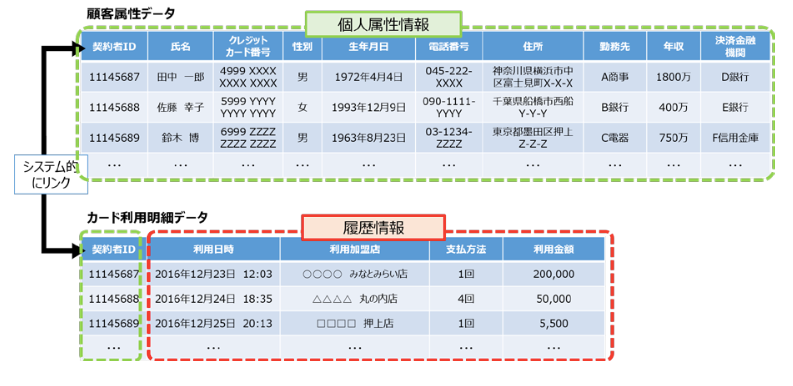 顧客属性データ
個人属性情報
契約者ID 氏名 クレジットカード番号 性別 生年月日 電話番号 住所 勤務先 年収 決済金融機関
11145687 田中 一郎 4999 XXXX XXXX XXXX 男 1972年4月4日 045-222-XXXX 神奈川県横浜市中区富士見町X-X-X A商事 1800万 D銀行
11145688 佐藤 幸子 5999 YYYY YYYY YYYY 女 1993年12月9日 090-1111-YYYY 千葉県船橋市西船Y-Y-Y B銀行 400万 E銀行
11145689 鈴木 博 6999 ZZZZ ZZZZ ZZZZ 男 1963年8月23日 03-1234-ZZZZ 東京都墨田区押上Z-Z-Z C電器 750万 F信用金庫
… … … … … … … … … …
システム的
にリンク
カード利用明細データ
履歴情報
契約者ID 利用日時 利用加盟店 支払方法 利用金額
11145687 2016年12月23日 12:03 ○○○○ みなとみらい店 1回 200,000
11145688 2016年12月24日 18:35 △△△△ 丸の内店 4回 50,000
11145689 2016年12月25日 20:13 □□□□ 押上店 1回 5,500
… … … … …